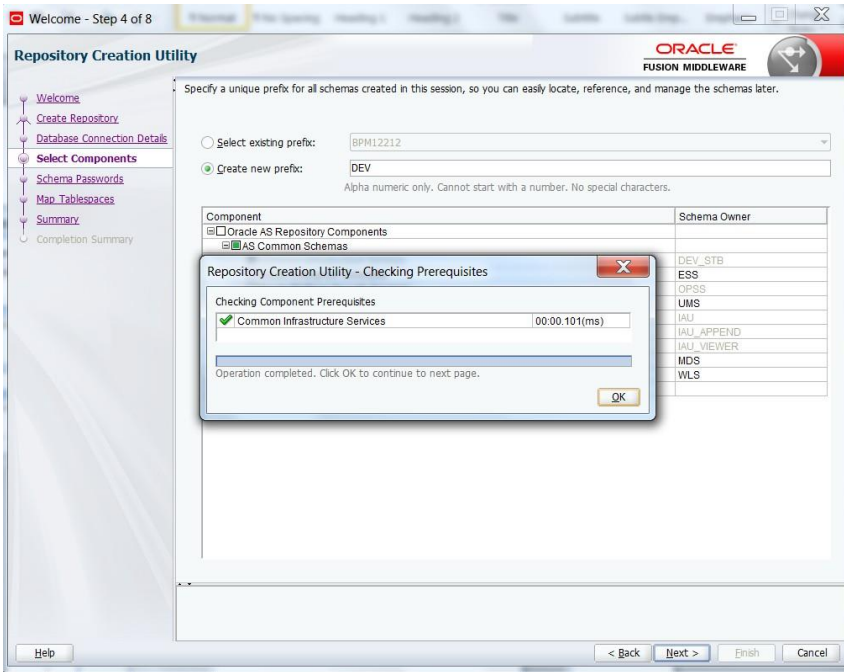 Welcome - Step 4 of 8
Repository Creation Utility
ORACLE
FUSION MIDDLEWARE
Welcome
Create Repository
Database Connection Details
Select Components
Schema Passwords
Map Tablespaces
Summary
Completion Summary
Specify a unique prefix for all schemas created in this session, so you can easily locate, reference, and manage the schemas later.
Select existing prefix: BPM12212
Create new prefix: DEV
Alpha numeric only. Cannot start with a number. No special characters.
Component Schema Owner
Oracle AS Repository Components
AS Common Schemas
DEV_STB
ESS
OPSS
UMS
IAU
IAU_APPEND
IAU_VIEWER
MDS
WLS
Repository Creation Utility - Checking Prerequisites
Checking Component Prerequisites
Common Infrastructure Services 00:00.101(ms)
Operation completed. Click OK to continue to next page.
OK
Help < Back Next > Finish Cancel